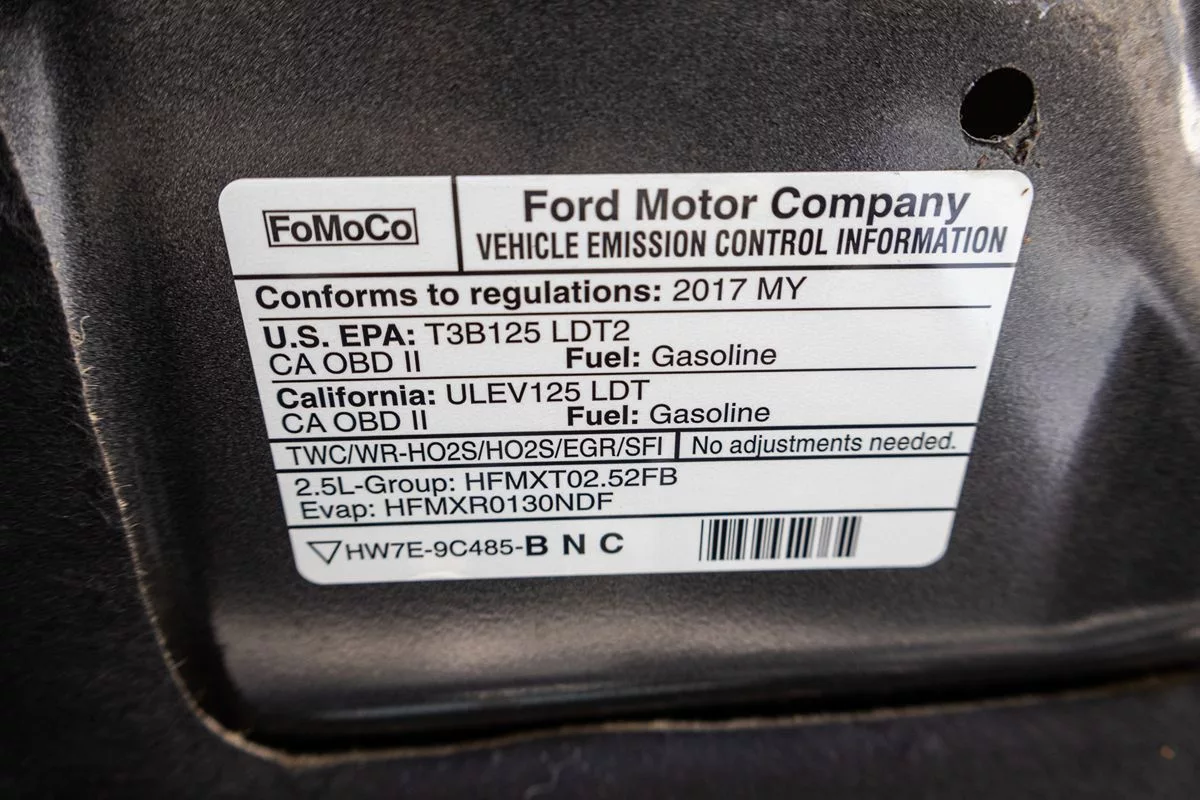 FoMoCo
Ford Motor Company
VEHICLE EMISSION CONTROL INFORMATION
Conforms to regulations: 2017 MY
U.S. EPA: T3B125 LDT2
CA OBD II Fuel: Gasoline
California: ULEV125 LDT
CA OBD II Fuel: Gasoline
TWC/WR-HO2S/HO2S/EGR/SFI No adjustments needed.
2.5L-Group: HFMXT02.52FB
Evap: HFMXR0130NDF
HW7E-9C485-B N C